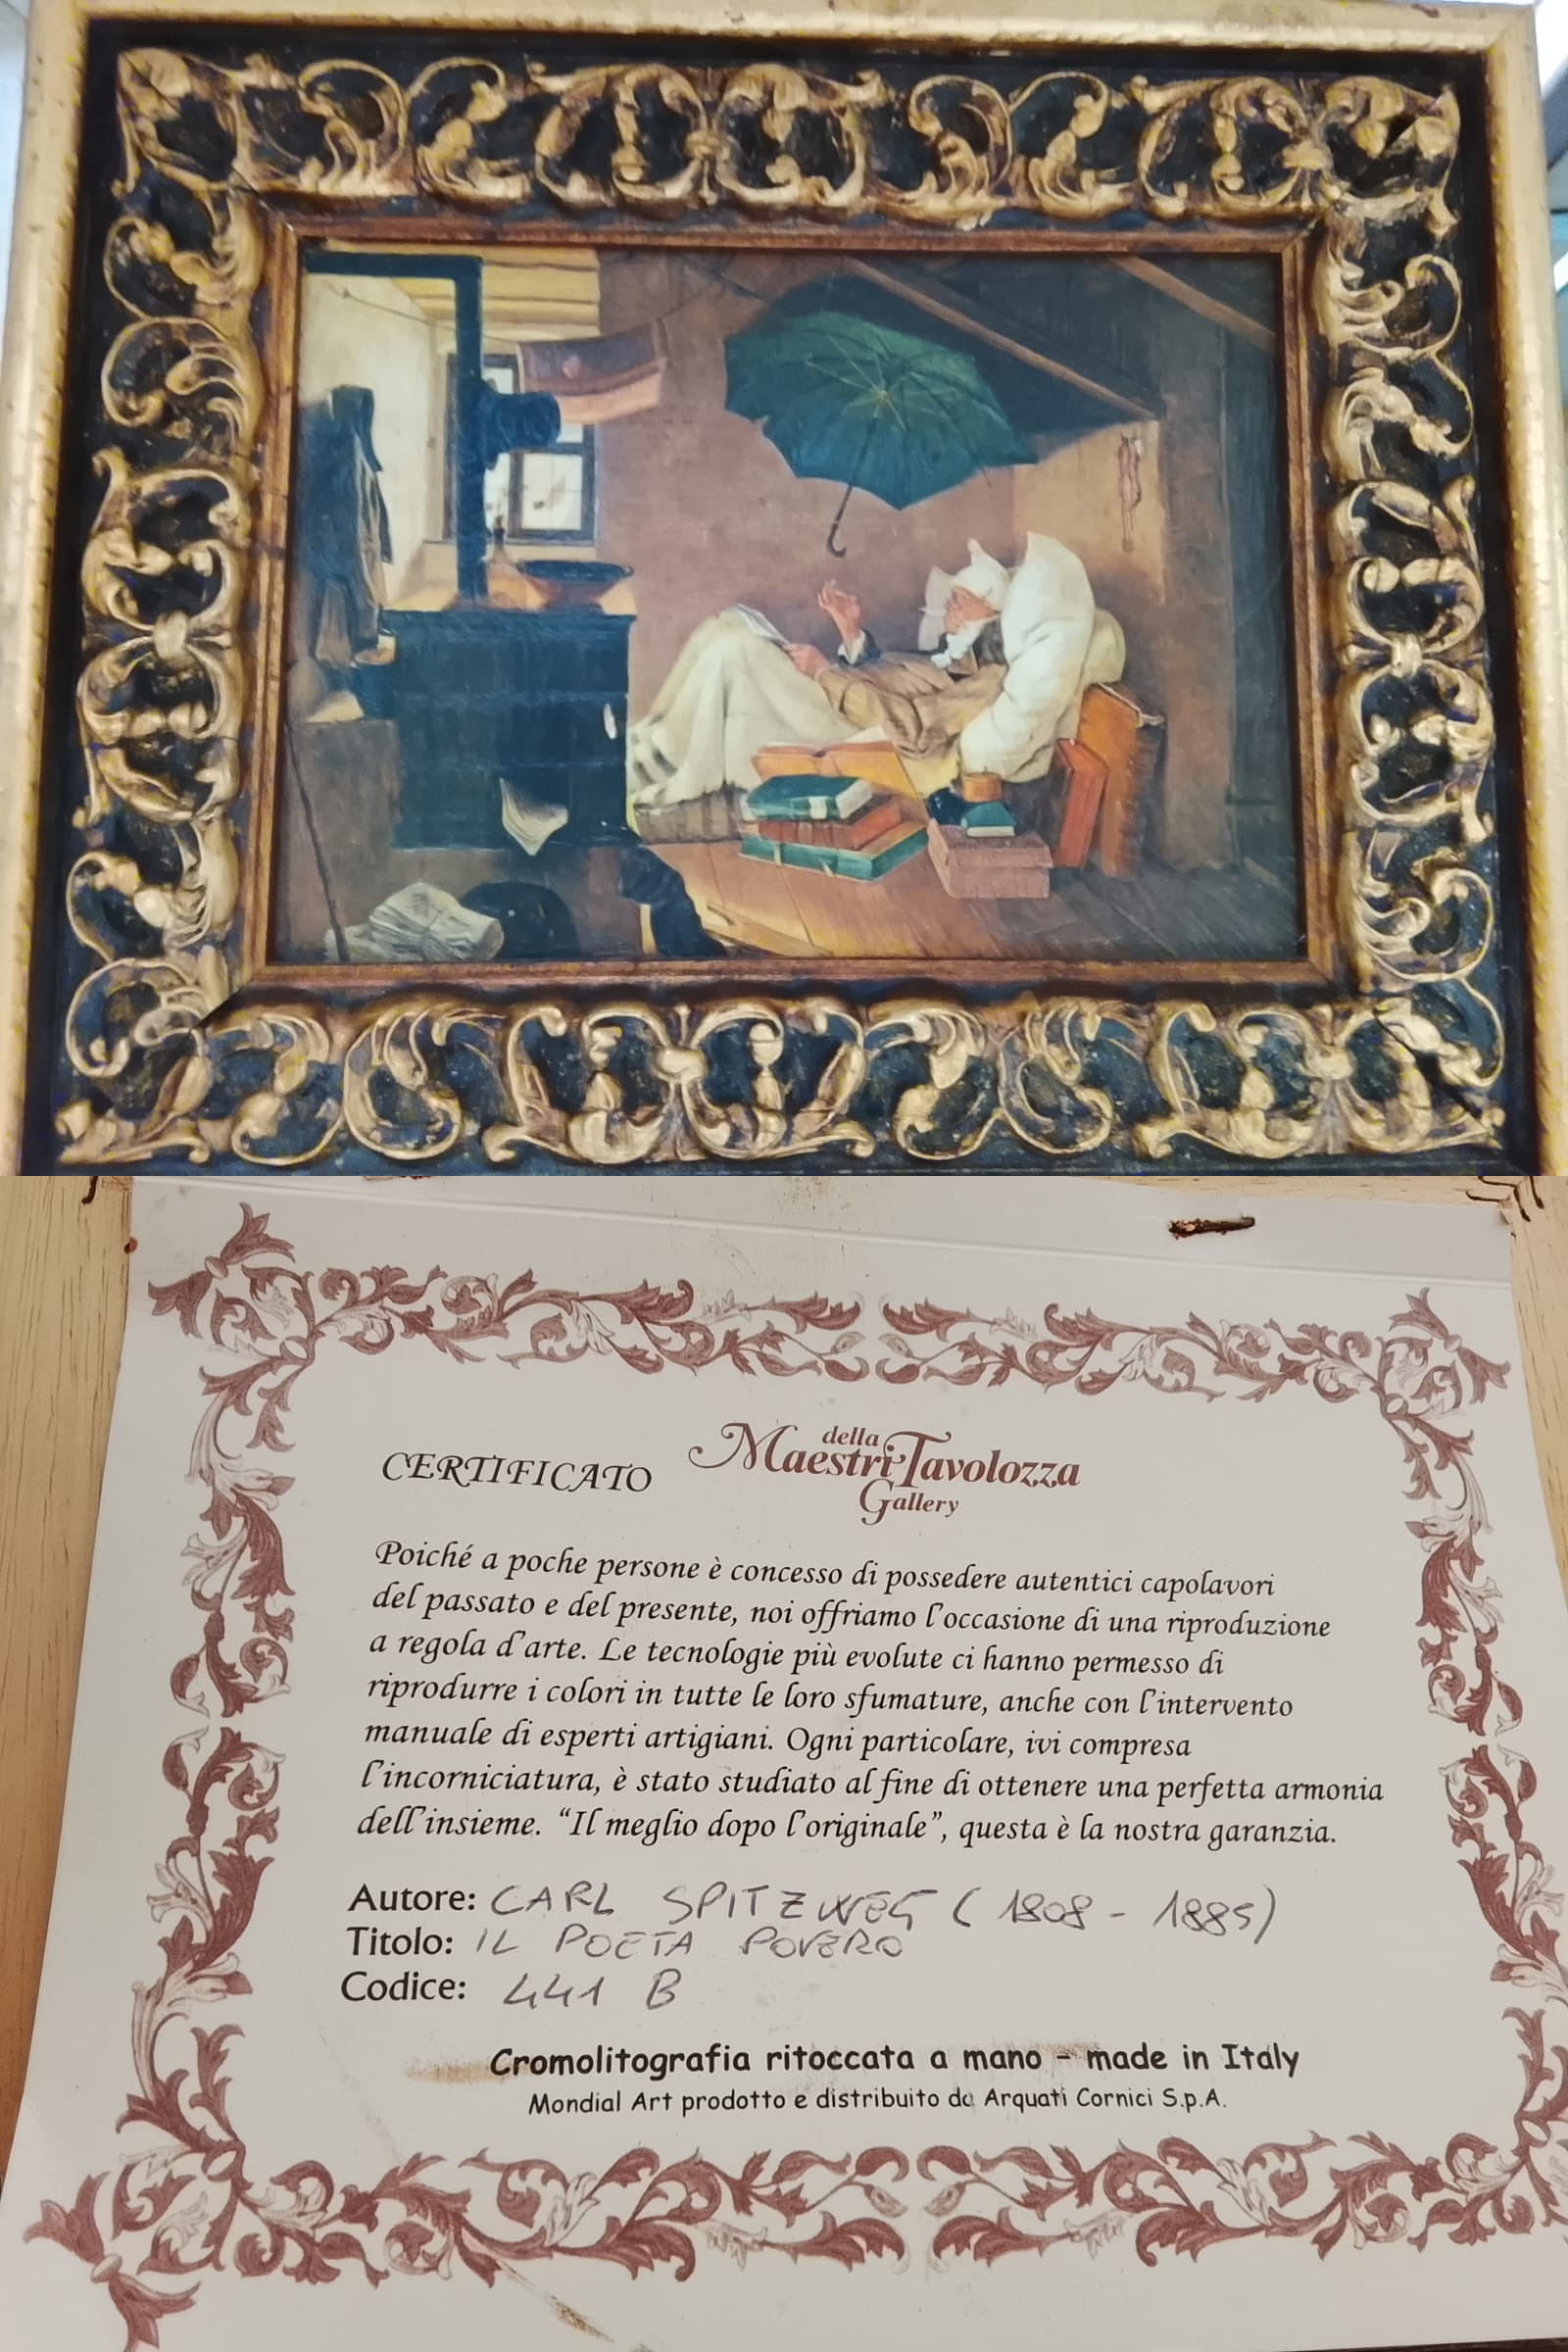 CERTIFICATO
della
Maestri Tavolozza
Gallery
Poiché a poche persone è concesso di possedere autentici capolavori
del passato e del presente, noi offriamo l'occasione di una riproduzione
a regola d'arte. Le tecnologie più evolute ci hanno permesso di
riprodurre i colori in tutte le loro sfumature, anche con l'intervento
manuale di esperti artigiani. Ogni particolare, ivi compresa
l'incorniciatura, è stato studiato al fine di ottenere una perfetta armonia
dell'insieme. “Il meglio dopo l'originale”, questa è la nostra garanzia.
Autore: CARL SPITZWEG (1808 - 1885)
Titolo: IL POETA POVERO
Codice: 441 B
Cromolitografia ritoccata a mano - made in Italy
Mondial Art prodotto e distribuito da Arquati Cornici S.p.A.